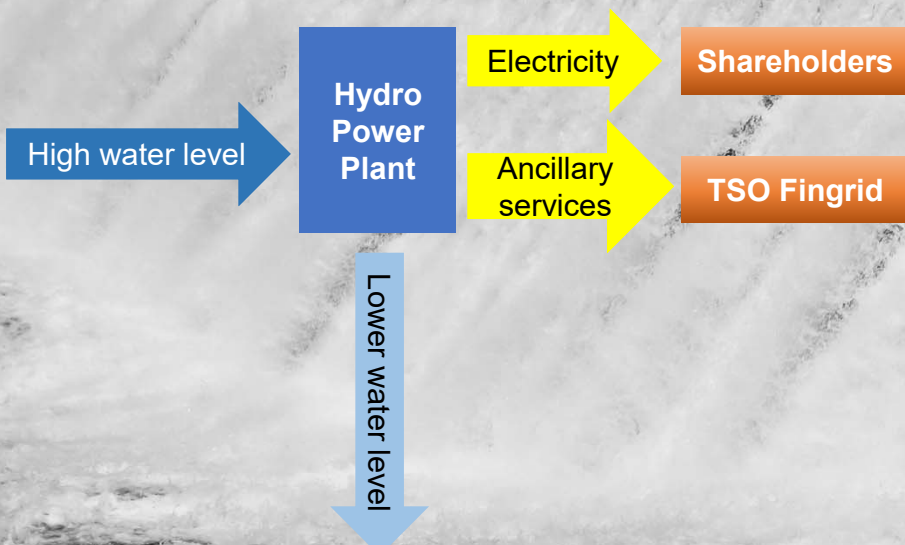 High water level
Hydro
Power
Plant
Electricity
Shareholders
Ancillary
services
TSO Fingrid
Lower water level